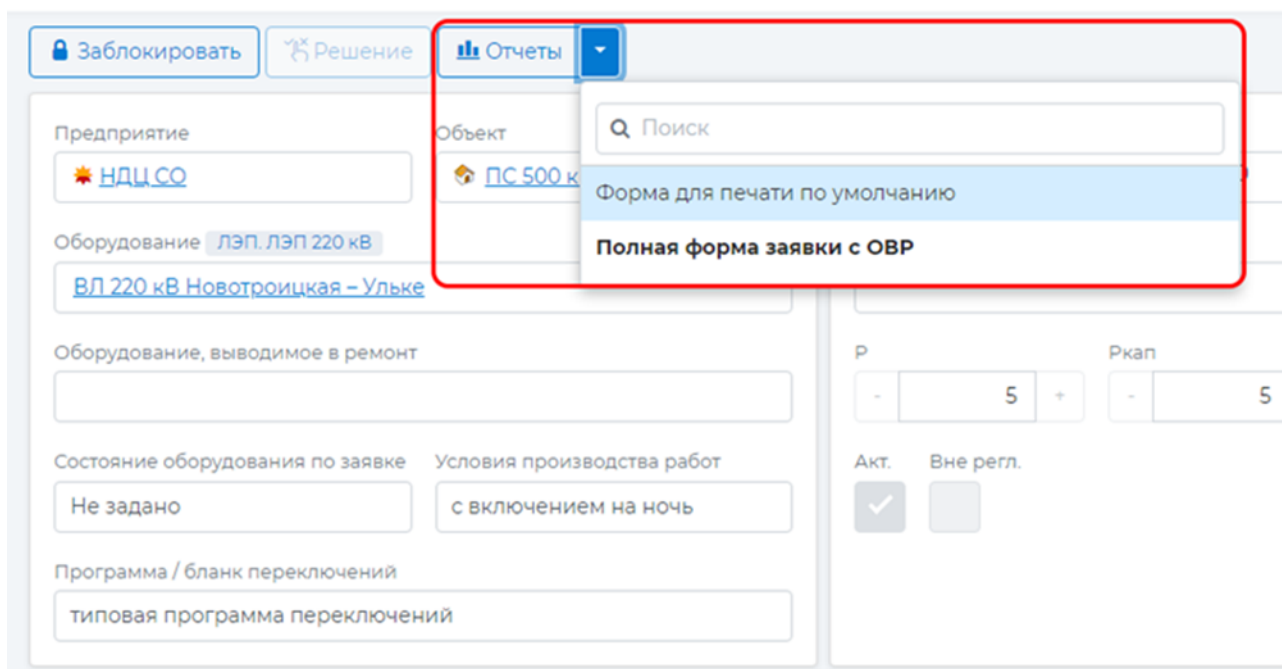 Заблокировать Решение Отчеты
Предприятие Объект
Поиск
НДЦ СО ПС 500 к
Форма для печати по умолчанию
Оборудование ЛЭП. ЛЭП 220 кВ
Полная форма заявки с ОВР
ВЛ 220 кВ Новотроицкая – Ульке
Оборудование, выводимое в ремонт
Р Ркап
- 5 + - 5
Состояние оборудования по заявке Условия производства работ
Акт. Вне регл.
Не задано с включением на ночь
Программа / бланк переключений
типовая программа переключений